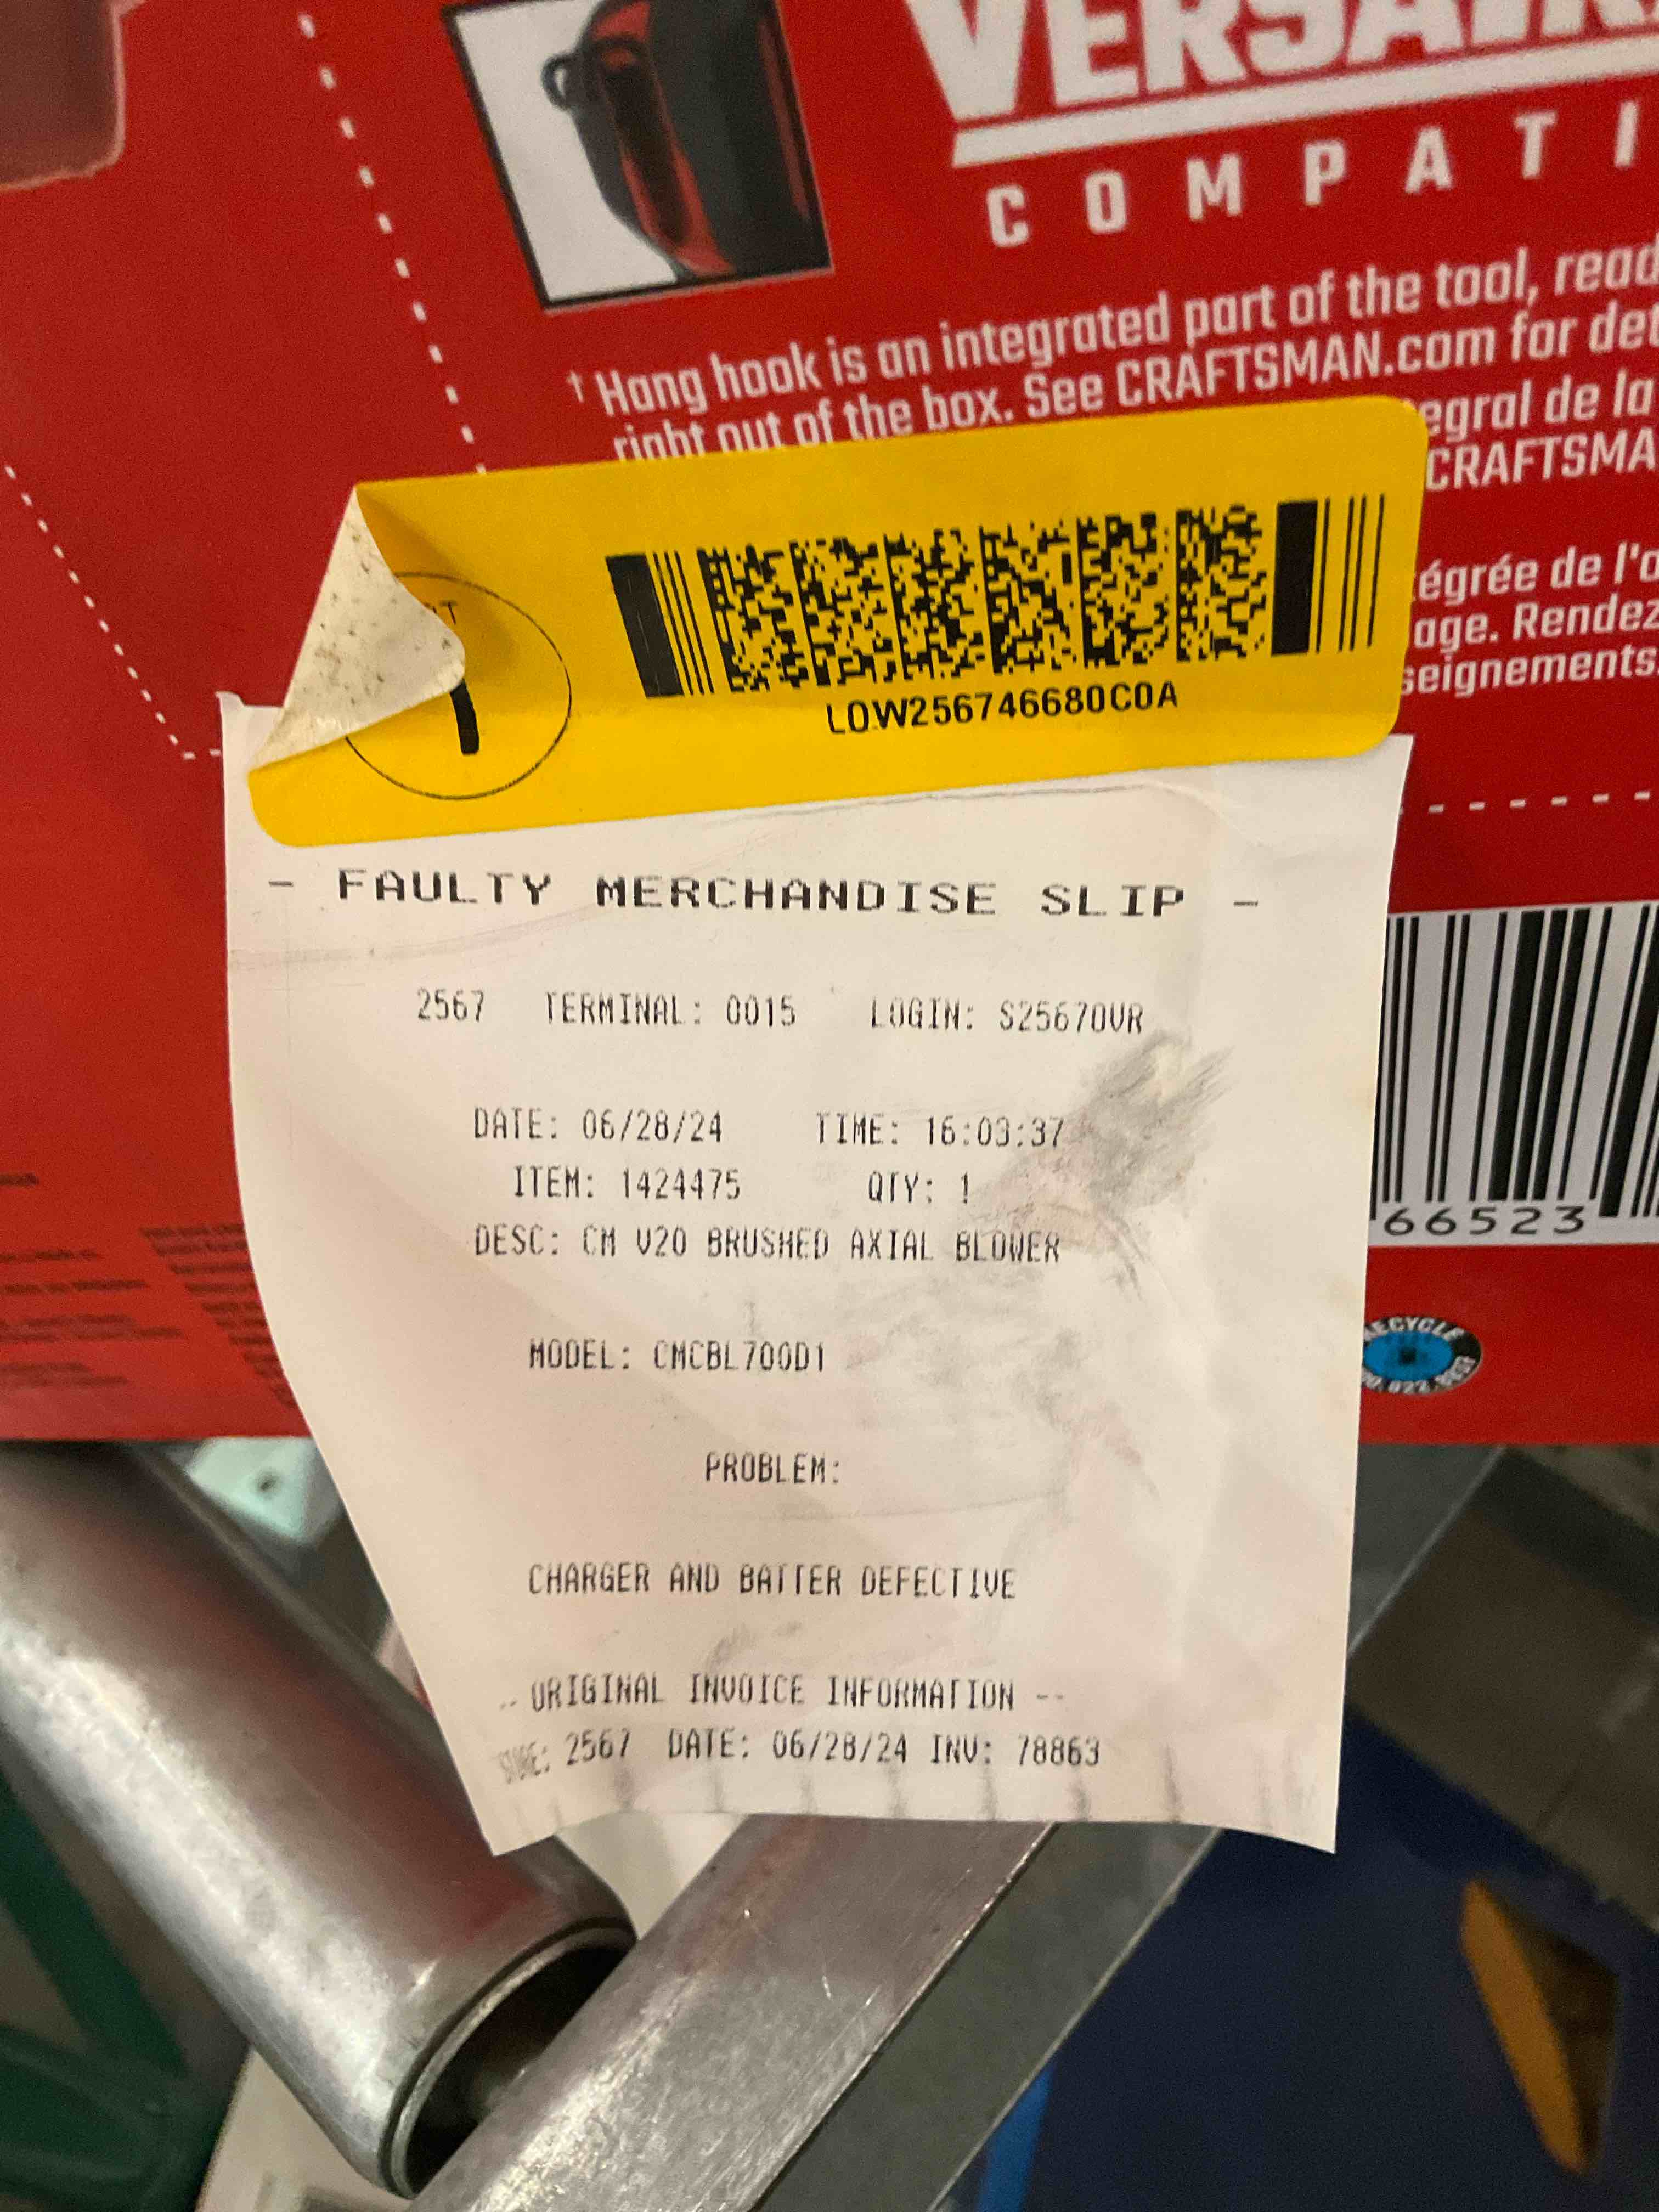 COMPATI
† Hang hook is an integrated part of the tool, read
right out of the box. See CRAFTSMAN.com for det
egral de la
CRAFTSMA
égrée de l'o
age. Rendez
seignements.
LOW256746680C0A
- FAULTY MERCHANDISE SLIP -
2567 TERMINAL: 0015 LOGIN: S25670VR
DATE: 06/28/24 TIME: 16:03:37
ITEM: 1424475 QTY: 1
DESC: CM V20 BRUSHED AXIAL BLOWER
MODEL: CMCBL700D1
PROBLEM:
CHARGER AND BATTER DEFECTIVE
-- ORIGINAL INVOICE INFORMATION --
STORE: 2567 DATE: 06/28/24 INV: 78863
66523
RECYCLE